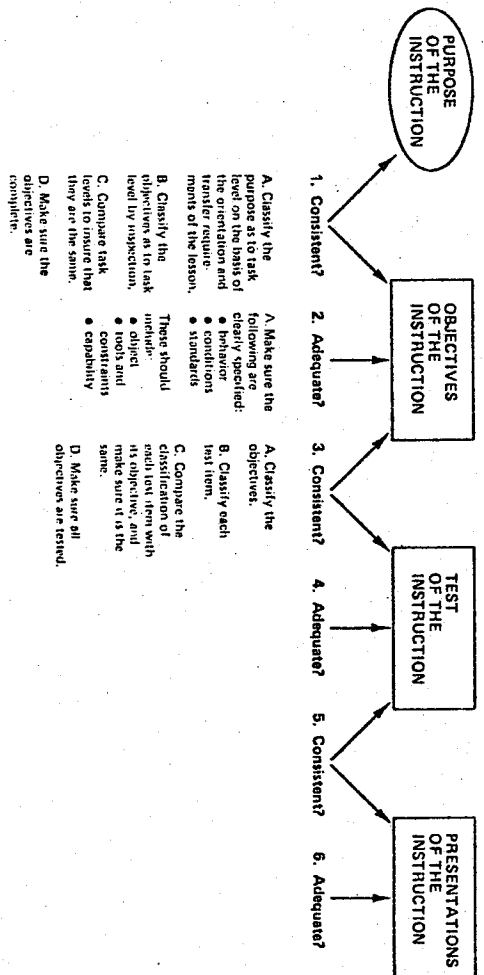 PURPOSE
OF THE
INSTRUCTION
OBJECTIVES
OF THE
INSTRUCTION
TEST
OF THE
INSTRUCTION
PRESENTATIONS
OF THE
INSTRUCTION
1. Consistent?
2. Adequate?
3. Consistent?
4. Adequate?
5. Consistent?
6. Adequate?
A. Classify the
purpose as to task
level on the basis of
the orientation and
transfer require-
ments of the lesson.
B. Classify the
objectives as to task
level by inspection.
C. Compare task
levels to insure that
they are the same.
D. Make sure the
objectives are
complete.
A. Make sure the
following are
clearly specified:
• behavior
• conditions
• standards
These should
include:
• object
• tools and
constraints
• capability
A. Classify the
objectives.
B. Classify each
test item.
C. Compare the
classification of
each test item with
its objective, and
make sure it is the
same.
D. Make sure all
objectives are tested.